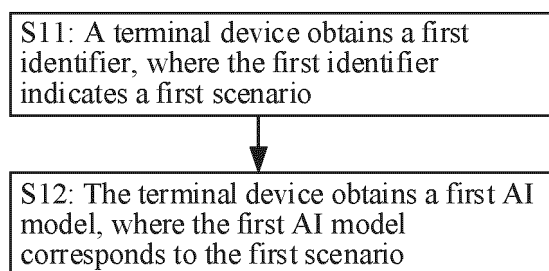 S11: A terminal device obtains a first
identifier, where the first identifier
indicates a first scenario
S12: The terminal device obtains a first AI
model, where the first AI model
corresponds to the first scenario